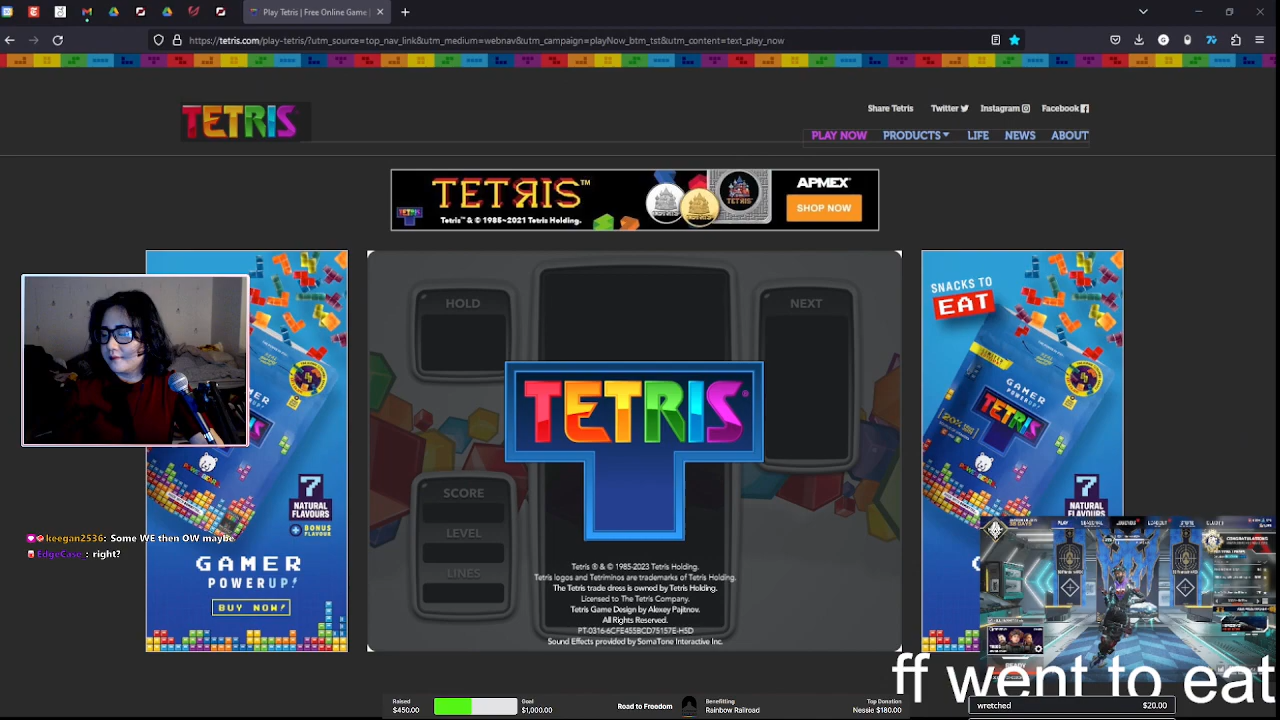 Play Tetris | Free Online Game
https://tetris.com/play-tetris/?utm_source=top_nav_link&utm_medium=webnav&utm_campaign=playNow_btm_tst&utm_content=text_play_now
TETRIS
Share Tetris Twitter Instagram Facebook
PLAY NOW PRODUCTS LIFE NEWS ABOUT
TETRIS™
Tetris™ & © 1985-2021 Tetris Holding.
APMEX
SHOP NOW
HOLD
NEXT
TETRIS
SCORE
LEVEL
LINES
Tetris ® & © 1985-2023 Tetris Holding.
Tetris logos and Tetriminos are trademarks of Tetris Holding.
The Tetris trade dress is owned by Tetris Holding.
Licensed to The Tetris Company.
Tetris Game Design by Alexey Pajitnov.
All Rights Reserved.
Sound Effects provided by SomaTone Interactive Inc.
7
NATURAL
FLAVOURS
+ BONUS
FLAVOUR
GAMER
POWERUP!
BUY NOW!
SNACKS TO
EAT
GAMER
POWERUP!
TETRIS
7
NATURAL
FLAVOURS
keegan2536: Some WE then OW maybe
EdgeCase: right?
READY
ff went to eat
Raised
$450.00
Goal
$1,000.00
Road to Freedom
Benefitting
Rainbow Railroad
Top Donation
Nessie $180.00
wretched $20.00